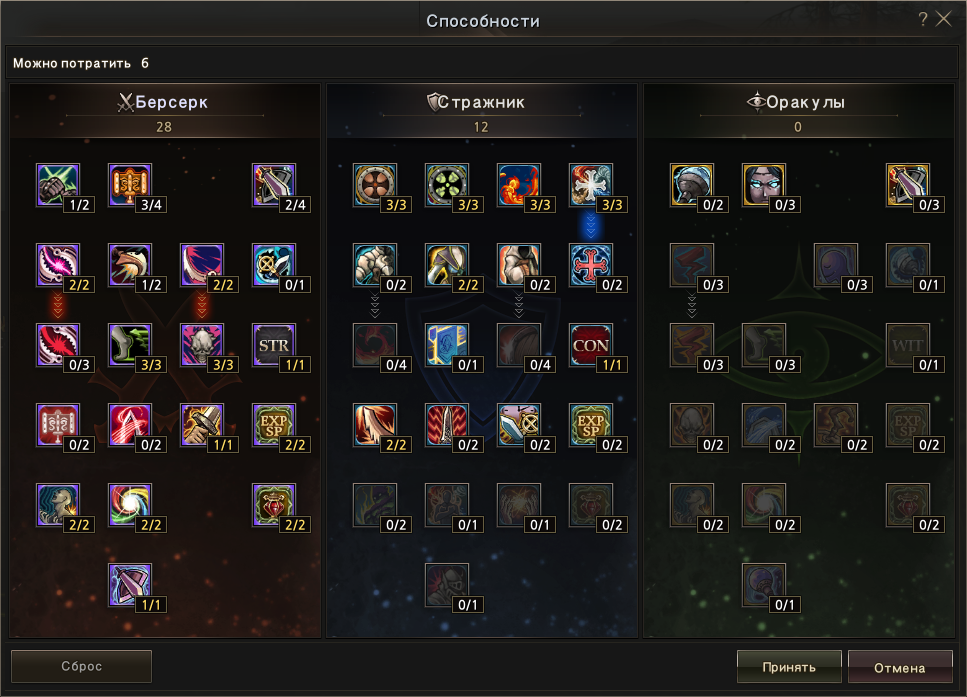 Способности
?
Можно потратить 6
Берсерк
Стражник
Оракулы
28
12
0
1/2 3/4 2/4
3/3 3/3 3/3 3/3
0/2 0/3 0/3
2/2 1/2 2/2 0/1
0/2 2/2 0/2 0/2
0/3 0/3 0/1
STR
CON
WIT
0/3 3/3 3/3 1/1
0/4 0/1 0/4 1/1
0/3 0/3 0/1
EXP SP
EXP SP
EXP SP
0/2 0/2 1/1 2/2
2/2 0/2 0/2 0/2
0/2 0/2 0/2 0/2
2/2 2/2 2/2
0/2 0/1 0/1 0/2
0/2 0/2 0/2
1/1
0/1
0/1
Сброс
Принять
Отмена